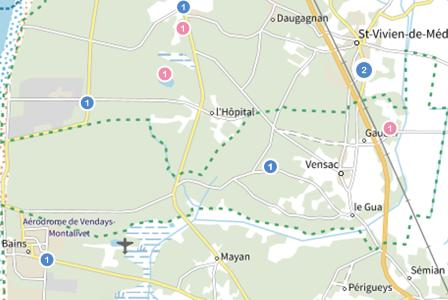 1
Daugagnan
1
St-Vivien-de-Méd
2
1
1
l'Hôpital
1
Gau
1
Vensac
le Gua
Aérodrome de Vendays-
Montalivet
Bains
1
Mayan
Sémian
Périgueys